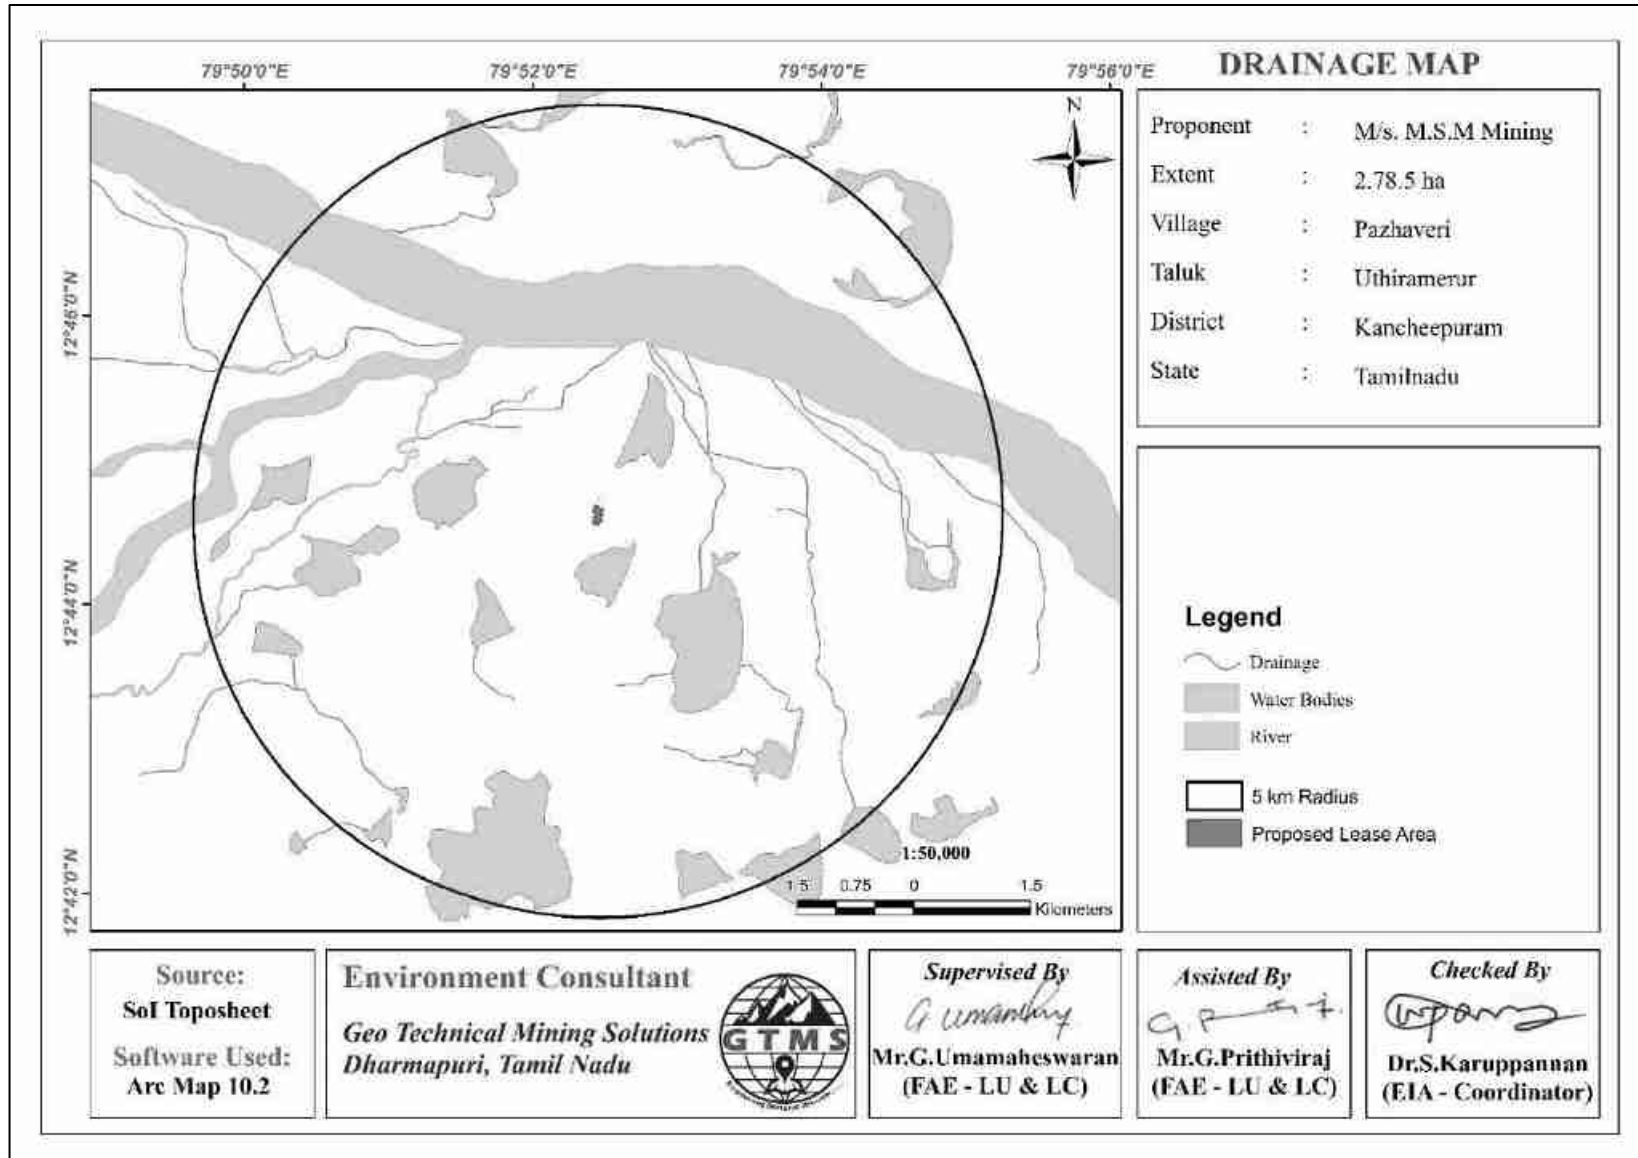 DRAINAGE MAP
79°50'0"E 79°52'0"E 79°54'0"E 79°56'0"E
N
12°46'0"N
12°44'0"N
12°42'0"N
1:50,000
1.5 0.75 0 1.5
Kilometers
Proponent : M/s. M.S.M Mining
Extent : 2.78.5 ha
Village : Pazhaveri
Taluk : Uthiramerur
District : Kancheepuram
State : Tamilnadu
Legend
Drainage
Water Bodies
River
5 km Radius
Proposed Lease Area
Source:
SoI Toposheet
Software Used:
Arc Map 10.2
Environment Consultant
Geo Technical Mining Solutions
Dharmapuri, Tamil Nadu
GTMS
Supervised By
Mr.G.Umamaheswaran
(FAE - LU & LC)
Assisted By
Mr.G.Prithiviraj
(FAE - LU & LC)
Checked By
Dr.S.Karuppannan
(EIA - Coordinator)